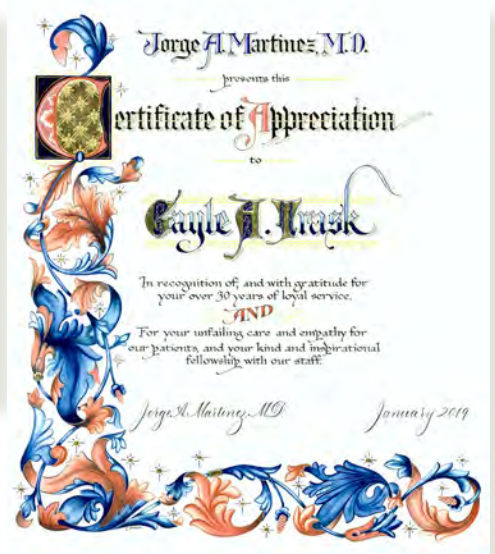 Jorge A. Martinez, M.D.
presents this
Certificate of Appreciation
to
Gayle A. Trask
In recognition of, and with gratitude for
your over 30 years of loyal service.
AND
For your unfailing care and empathy for
our patients, and your kind and inspirational
fellowship with our staff.
Jorge A. Martinez, MD January 2019